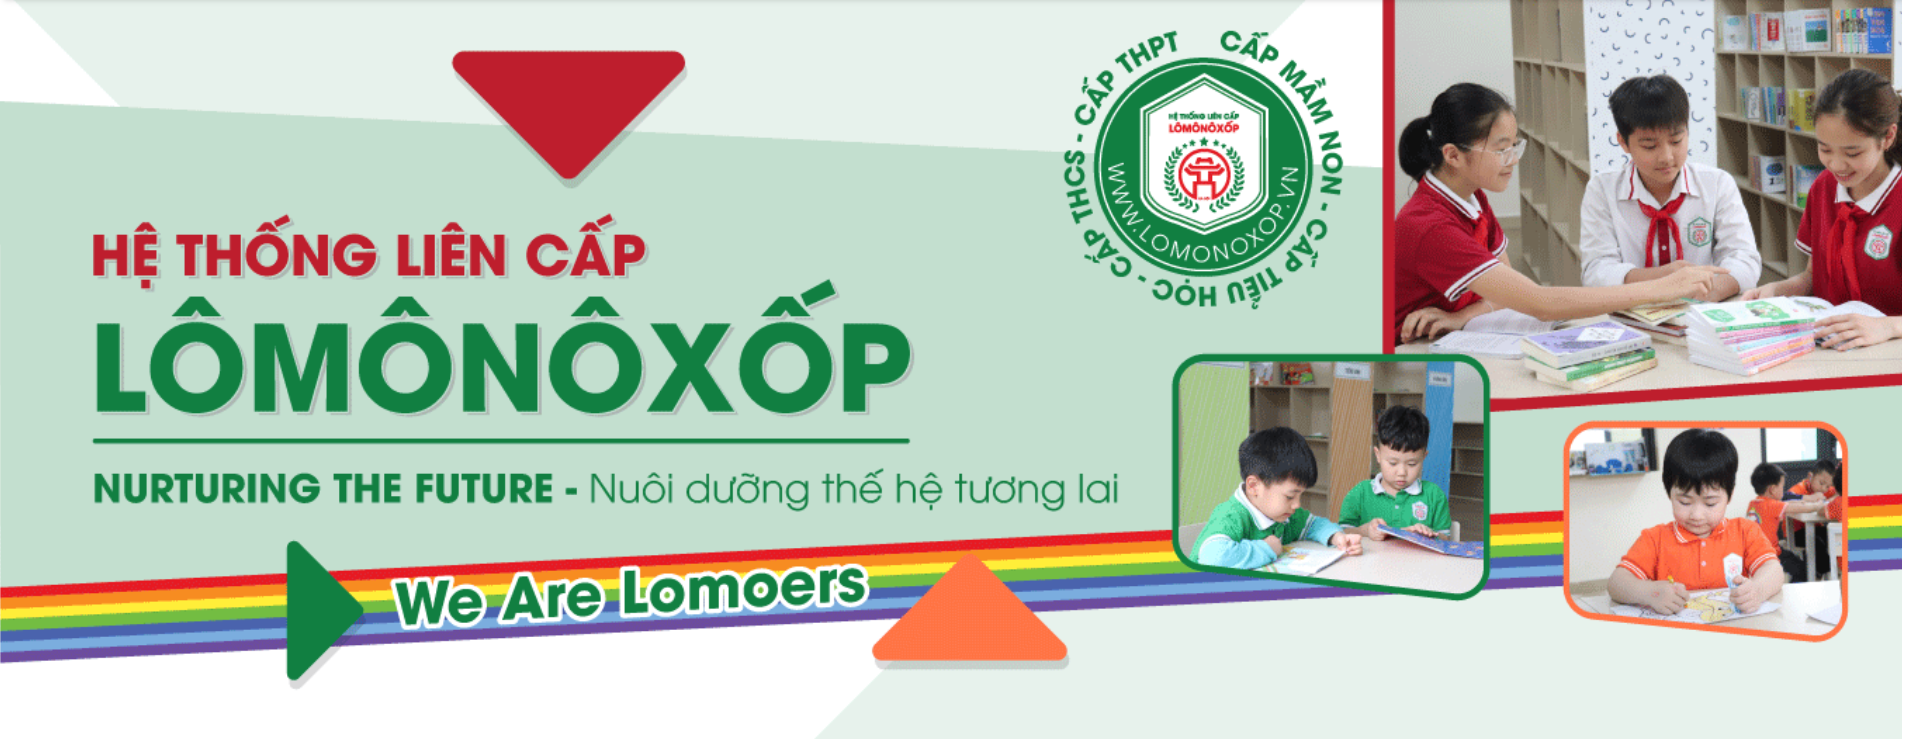 HỆ THỐNG LIÊN CẤP
LÔMÔNÔXỐP
NURTURING THE FUTURE - Nuôi dưỡng thế hệ tương lai
We Are Lomoers
CẤP MẦM NON - CẤP TIỂU HỌC - CẤP THCS - CẤP THPT
HỆ THỐNG LIÊN CẤP
LÔMÔNÔXỐP
WWW.LOMONOXOP.VN